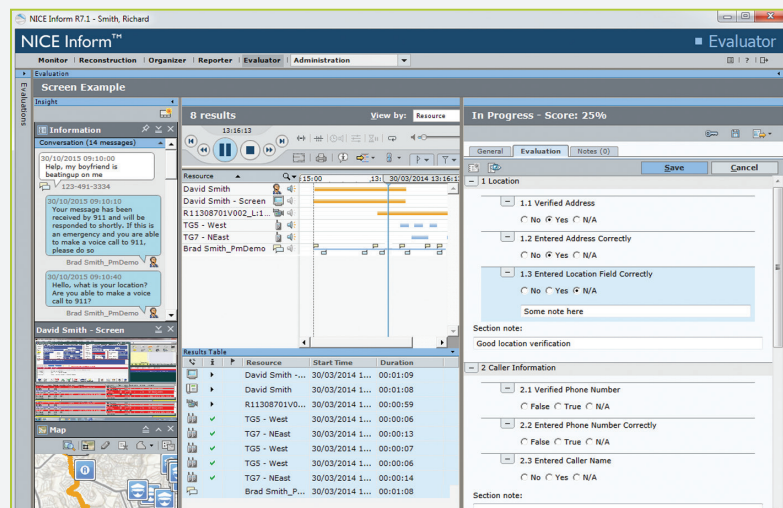 NICE Inform R7.1 - Smith, Richard
NICE Inform™
Evaluator
Monitor | Reconstruction | Organizer | Reporter | Evaluator | Administration
Evaluation
Evaluations
Screen Example
Insight
Information
Conversation (14 messages)
30/10/2015 09:10:00
Help, my boyfriend is
beatingup on me
123-491-3334
30/10/2015 09:10:10
Your message has been
received by 911 and will be
responded to shortly. If this is
an emergency and you are able
to make a voice call to 911,
please do so
Brad Smith_PmDemo
30/10/2015 09:10:40
Hello, what is your location?
Are you able to make a voice
call to 911?
Brad Smith_PmDemo
David Smith - Screen
Map
8 results
View by: Resource
13:16:13
Resource
:15:00
13:
30/03/2014 13:16:1
David Smith
David Smith - Screen
R11308701V002_L:1...
TG5 - West
TG7 - NEast
Brad Smith_PmDemo
Results Table
Resource Start Time Duration
David Smith -... 30/03/2014 1... 00:01:09
David Smith 30/03/2014 1... 00:01:08
R11308701V0... 30/03/2014 1... 00:00:59
TG5 - West 30/03/2014 1... 00:00:06
TG7 - NEast 30/03/2014 1... 00:00:13
TG5 - West 30/03/2014 1... 00:00:07
TG5 - West 30/03/2014 1... 00:00:06
TG7 - NEast 30/03/2014 1... 00:00:14
Brad Smith_P... 30/03/2014 1... 00:01:08
In Progress - Score: 25%
General Evaluation Notes (0)
Save Cancel
1 Location
1.1 Verified Address
No Yes N/A
1.2 Entered Address Correctly
No Yes N/A
1.3 Entered Location Field Correctly
No Yes N/A
Some note here
Section note:
Good location verification
2 Caller Information
2.1 Verified Phone Number
False True N/A
2.2 Entered Phone Number Correctly
False True N/A
2.3 Entered Caller Name
No Yes N/A
Section note: